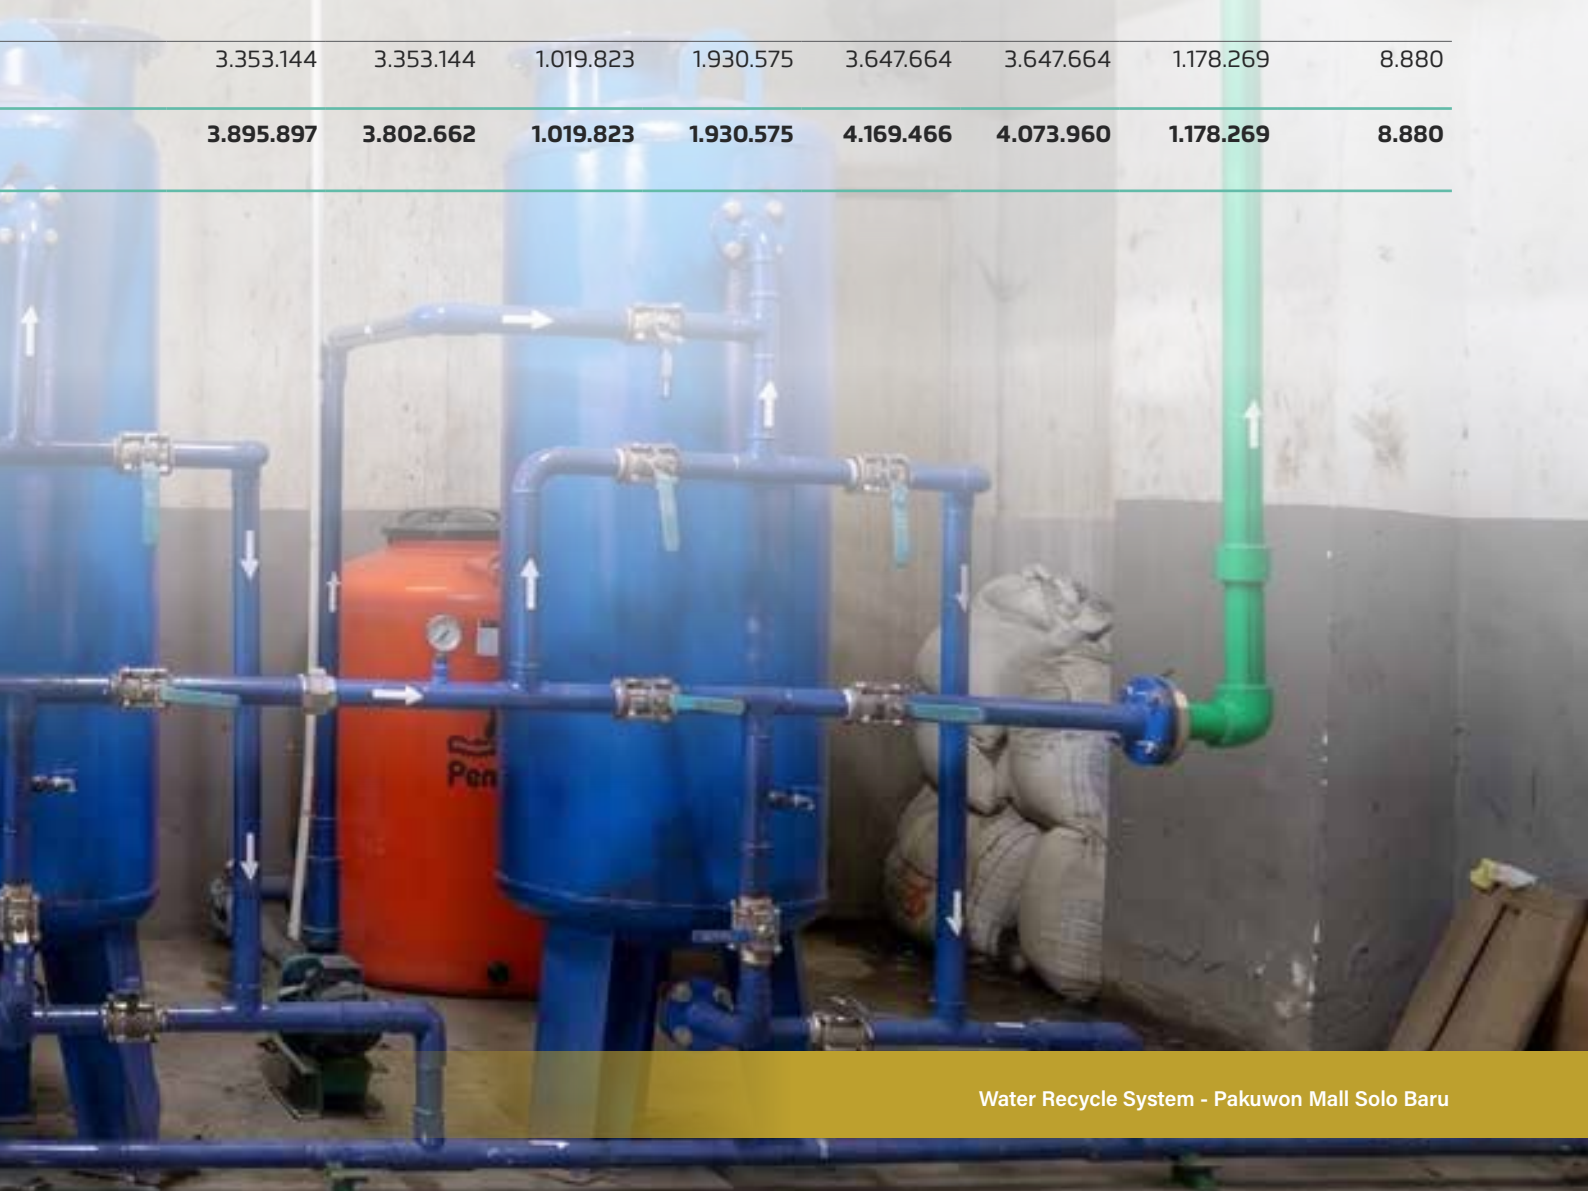 3.353.144 3.353.144 1.019.823 1.930.575 3.647.664 3.647.664 1.178.269 8.880
3.895.897 3.802.662 1.019.823 1.930.575 4.169.466 4.073.960 1.178.269 8.880
Pen
Water Recycle System - Pakuwon Mall Solo Baru